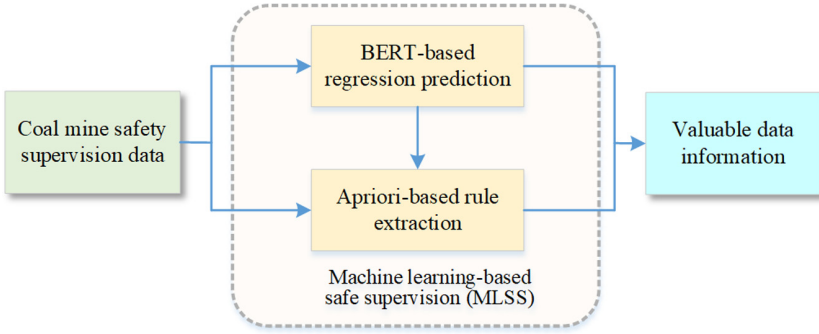 Coal mine safety
supervision data
BERT-based
regression prediction
Apriori-based rule
extraction
Machine learning-based
safe supervision (MLSS)
Valuable data
information